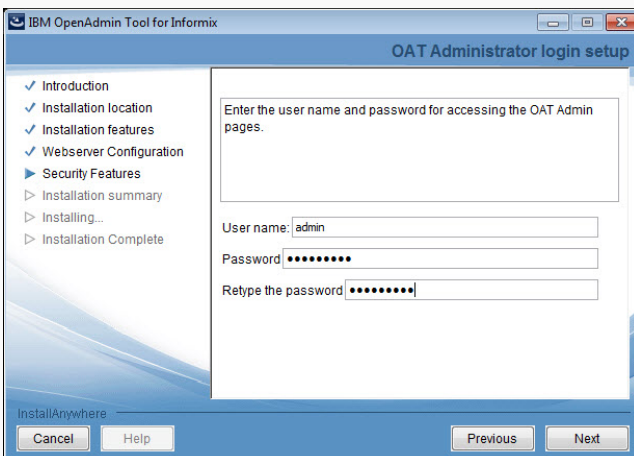 IBM OpenAdmin Tool for Informix
OAT Administrator login setup
Introduction
Installation location
Installation features
Webserver Configuration
Security Features
Installation summary
Installing...
Installation Complete
Enter the user name and password for accessing the OAT Admin
pages.
User name: admin
Password •••••••••
Retype the password •••••••••
InstallAnywhere
Cancel Help Previous Next